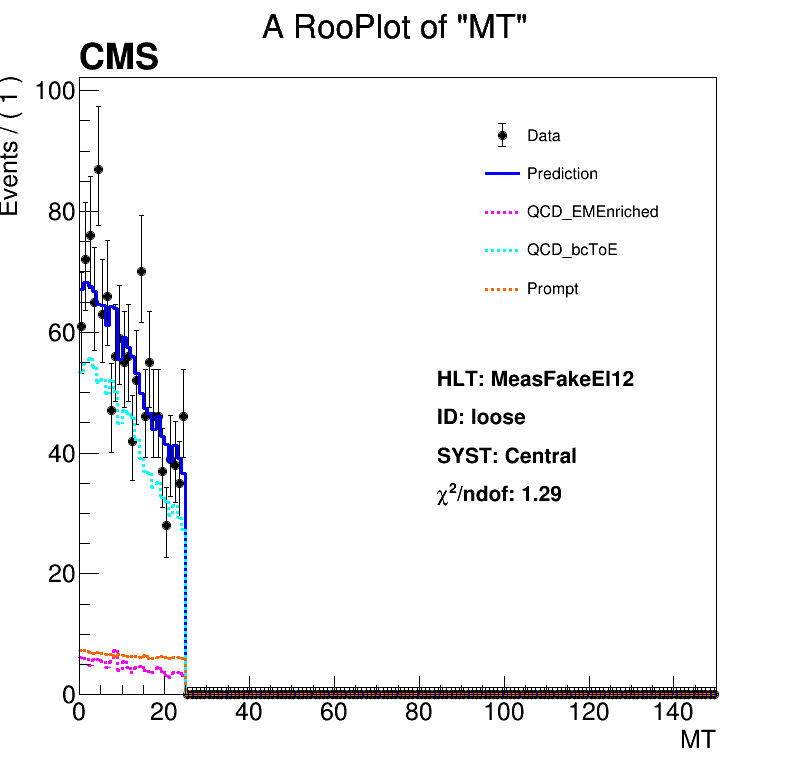 A RooPlot of "MT"
CMS
Events / ( 1 )
100
80
60
40
20
0
Data
Prediction
QCD_EMEnriched
QCD_bcToE
Prompt
HLT: MeasFakeEl12
ID: loose
SYST: Central
χ²/ndof: 1.29
0 20 40 60 80 100 120 140
MT